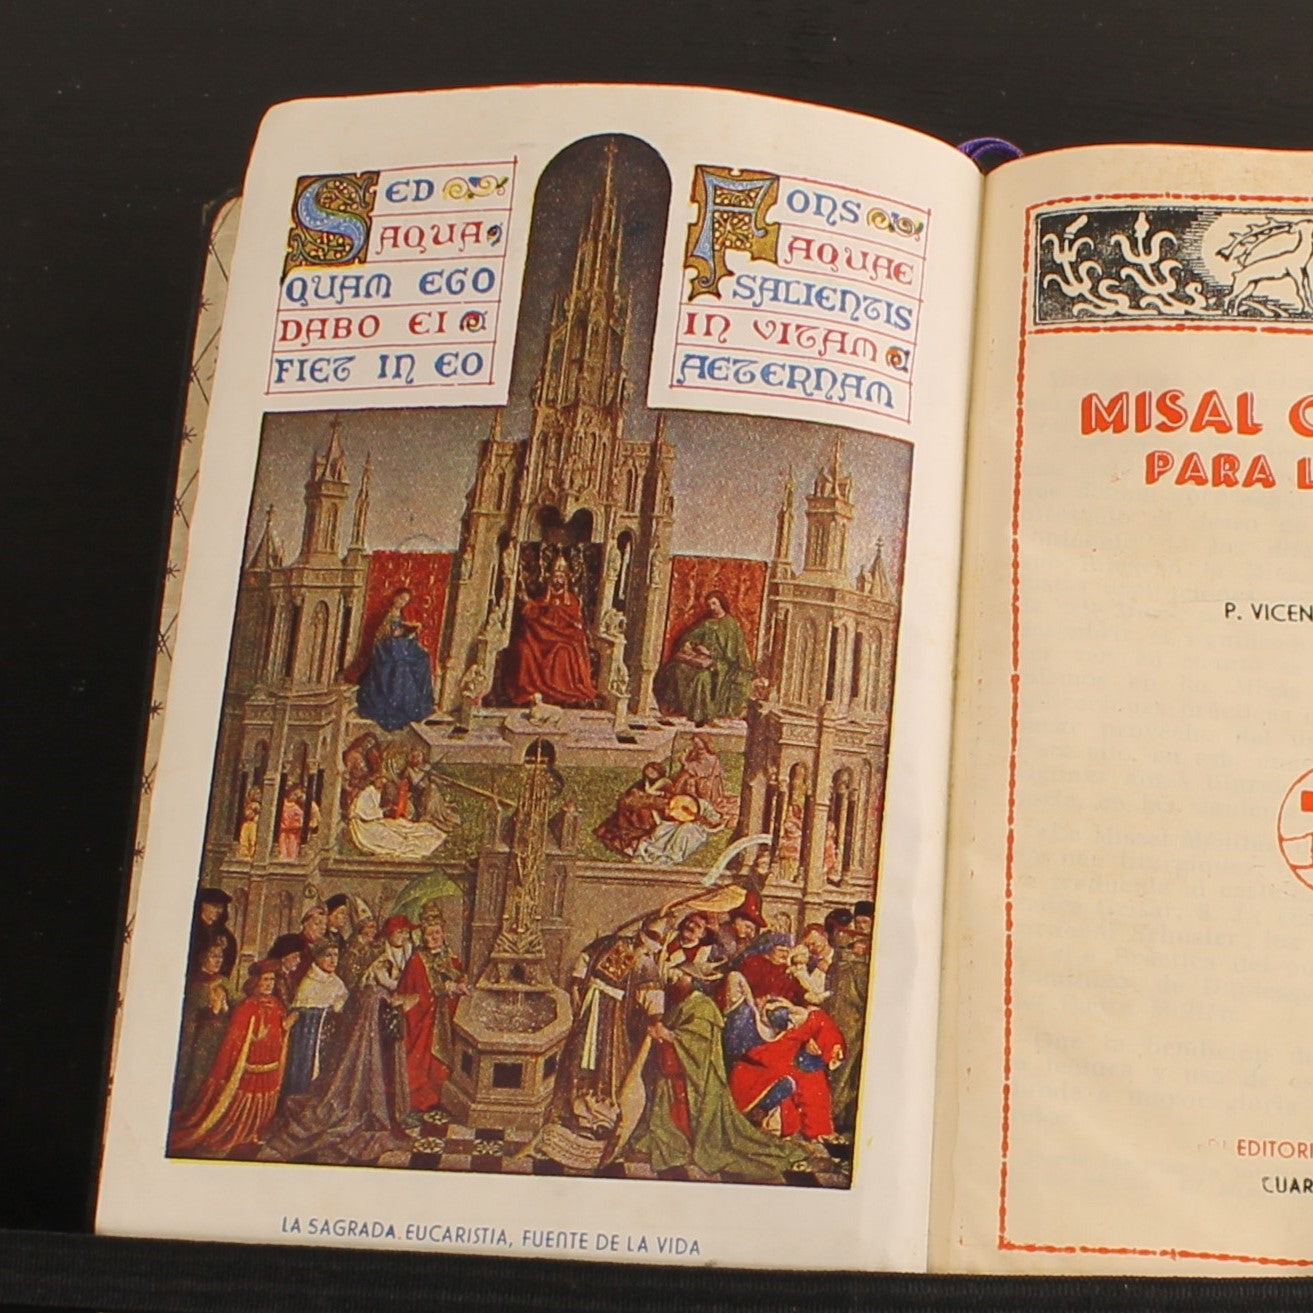 SED
AQUA
QUAM EGO
DABO EI
FIET IN EO
FONS
AQUAE
SALIENTIS
IN VITAM
AETERNAM
LA SAGRADA EUCARISTIA, FUENTE DE LA VIDA
MISAL
PARA
P. VICEN
EDITORI
CUAR